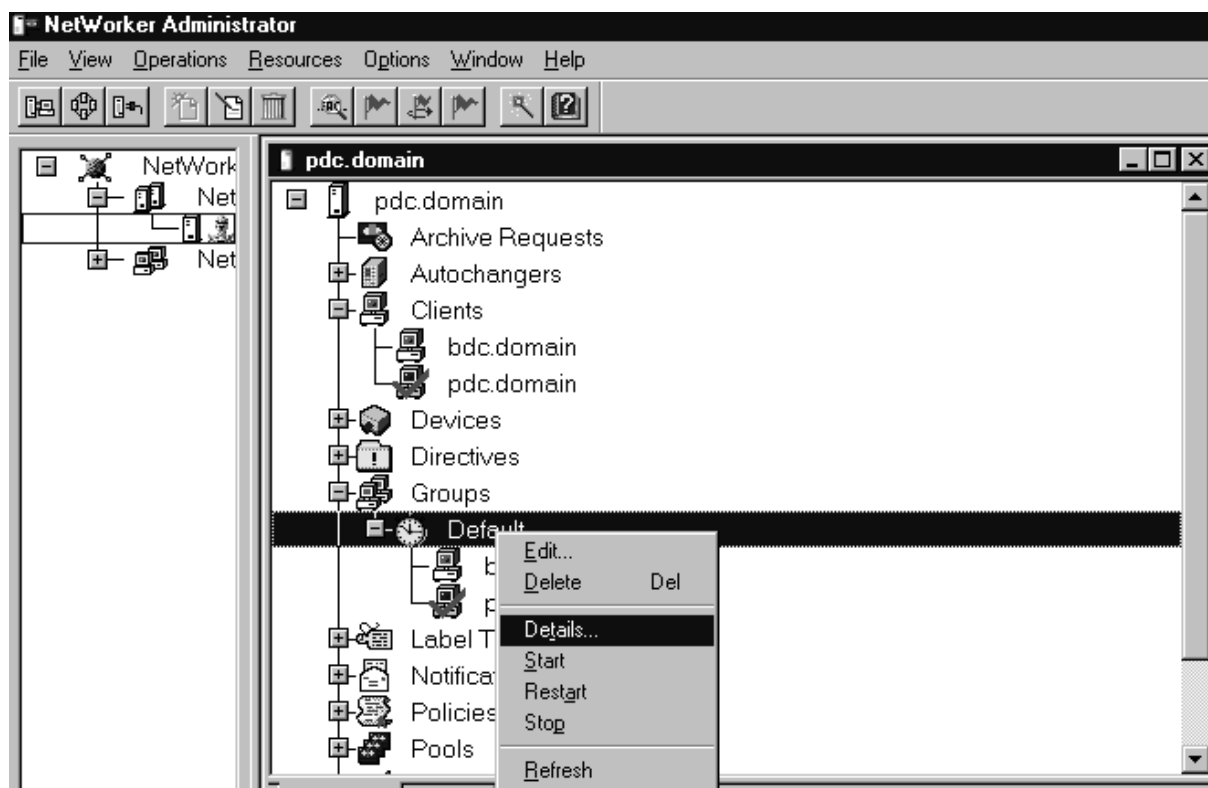 NetWorker Administrator
File View Operations Resources Options Window Help
NetWork
Net
Net
pdc.domain
pdc.domain
Archive Requests
Autochangers
Clients
bdc.domain
pdc.domain
Devices
Directives
Groups
Default
Edit...
Delete Del
Details...
Start
Restart
Stop
Refresh
b
p
Label T
Notifica
Policies
Pools